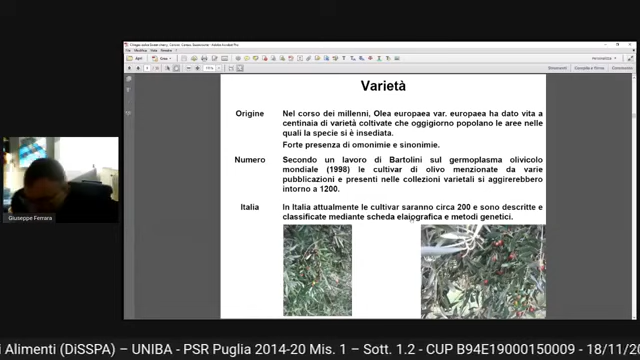 Varietà
Origine
Nel corso dei millenni, Olea europaea var. europaea ha dato vita a
centinaia di varietà coltivate che oggigiorno popolano le aree nelle
quali la specie si è insediata.
Forte presenza di omonimie e sinonimie.
Numero
Secondo un lavoro di Bartolini sul germoplasma olivicolo
mondiale (1998) le cultivar di olivo menzionate da varie
pubblicazioni e presenti nelle collezioni varietali si aggirerebbero
intorno a 1200.
Italia
In Italia attualmente le cultivar saranno circa 200 e sono descritte e
classificate mediante scheda elaiografica e metodi genetici.
Giuseppe Ferrara
i Alimenti (DiSSPA) – UNIBA - PSR Puglia 2014-20 Mis. 1 – Sott. 1.2 - CUP B94E19000150009 - 18/11/20